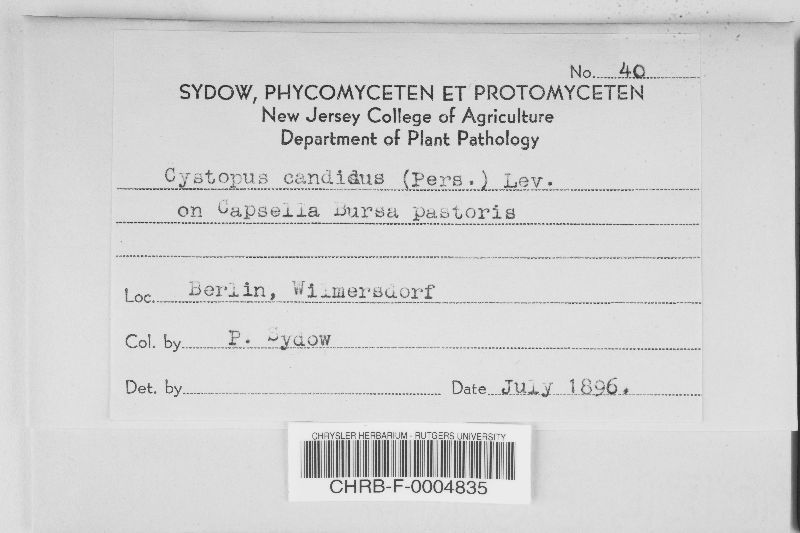 No. 40
SYDOW, PHYCOMYCETEN ET PROTOMYCETEN
New Jersey College of Agriculture
Department of Plant Pathology
Cystopus candidus (Pers.) Lev.
on Capsella Bursa pastoris
Loc. Berlin, Wilmersdorf
Col. by P. Sydow
Det. by Date July 1896.
CHRYSLER HERBARIUM - RUTGERS UNIVERSITY
CHRB-F-0004835